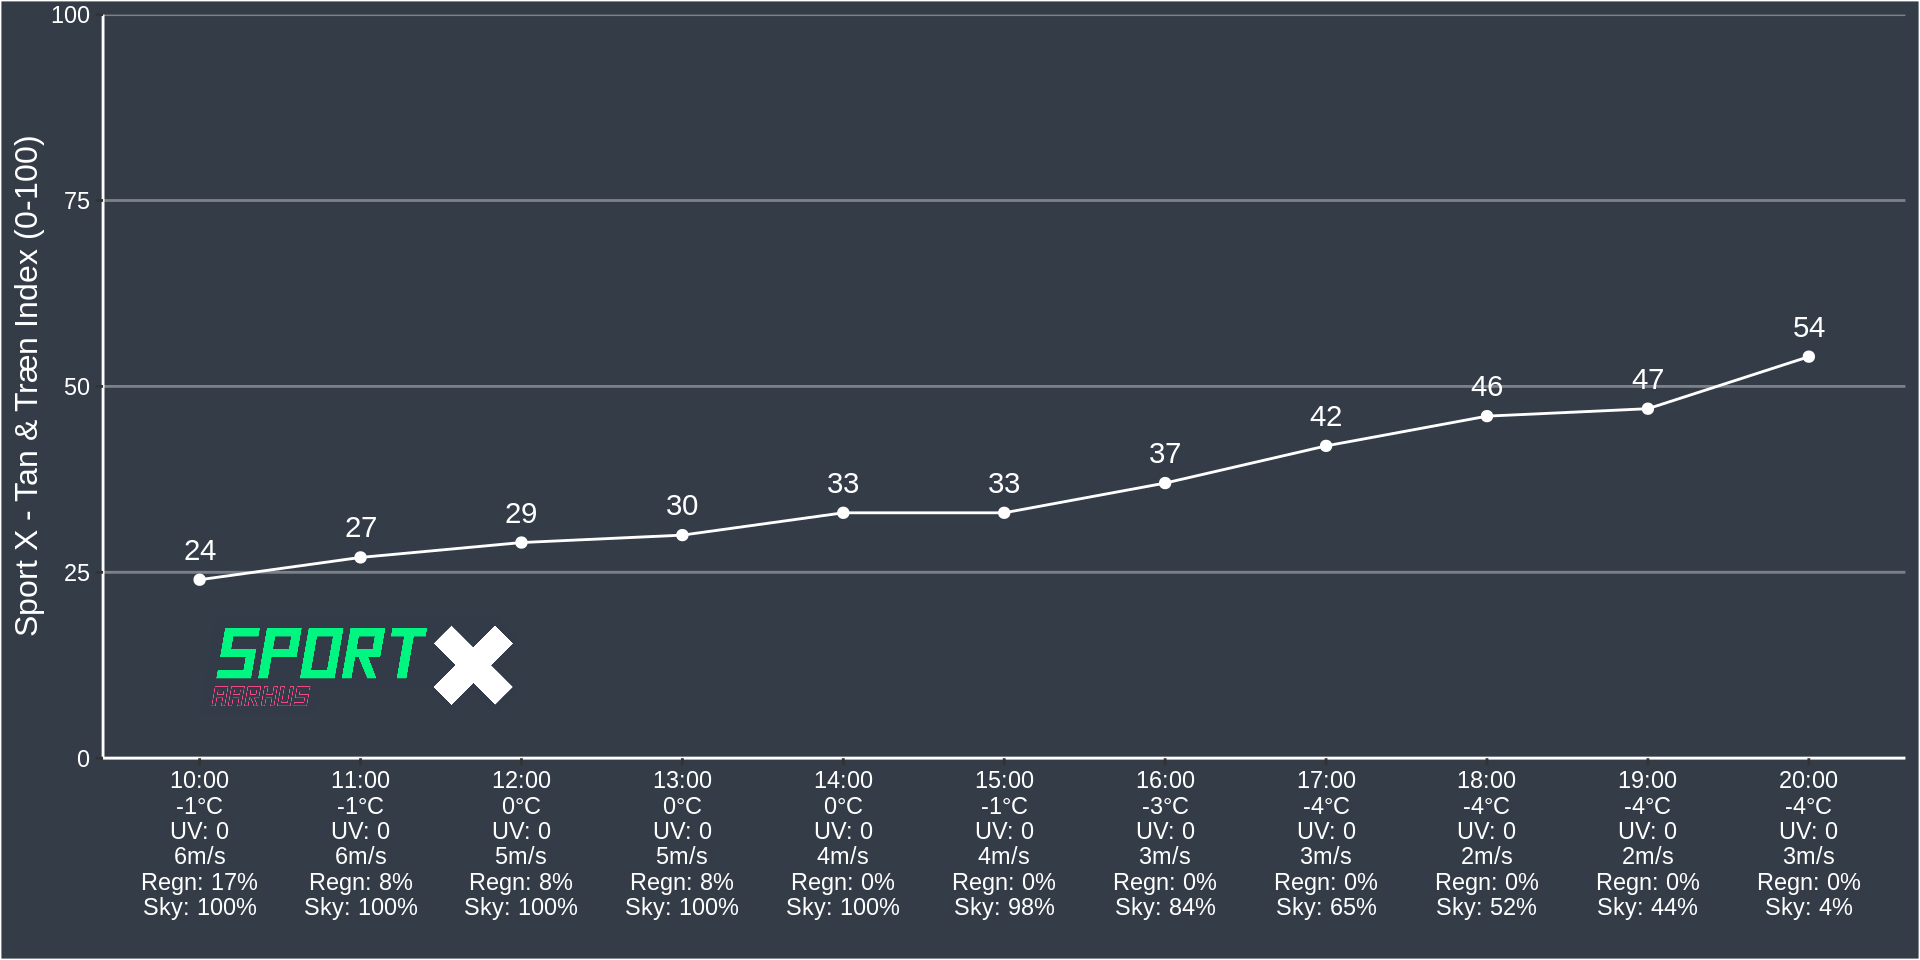 Sport X - Tan & Træn Index (0-100)
100
75
50
25
0
24
27
29
30
33
33
37
42
46
47
54
SPORT X
AARHUS
10:00 11:00 12:00 13:00 14:00 15:00 16:00 17:00 18:00 19:00 20:00
-1°C -1°C 0°C 0°C 0°C -1°C -3°C -4°C -4°C -4°C -4°C
UV: 0 UV: 0 UV: 0 UV: 0 UV: 0 UV: 0 UV: 0 UV: 0 UV: 0 UV: 0 UV: 0
6m/s 6m/s 5m/s 5m/s 4m/s 4m/s 3m/s 3m/s 2m/s 2m/s 3m/s
Regn: 17% Regn: 8% Regn: 8% Regn: 8% Regn: 0% Regn: 0% Regn: 0% Regn: 0% Regn: 0% Regn: 0% Regn: 0%
Sky: 100% Sky: 100% Sky: 100% Sky: 100% Sky: 100% Sky: 98% Sky: 84% Sky: 65% Sky: 52% Sky: 44% Sky: 4%